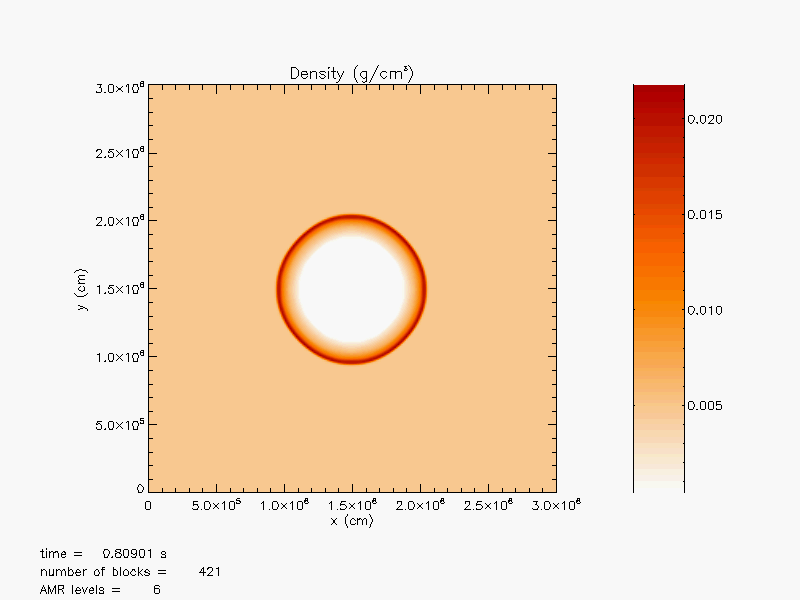 Density (g/cm³)
3.0×10⁶
2.5×10⁶
2.0×10⁶
1.5×10⁶
1.0×10⁶
5.0×10⁵
0
y (cm)
0 5.0×10⁵ 1.0×10⁶ 1.5×10⁶ 2.0×10⁶ 2.5×10⁶ 3.0×10⁶
x (cm)
0.020
0.015
0.010
0.005
time = 0.80901 s
number of blocks = 421
AMR levels = 6